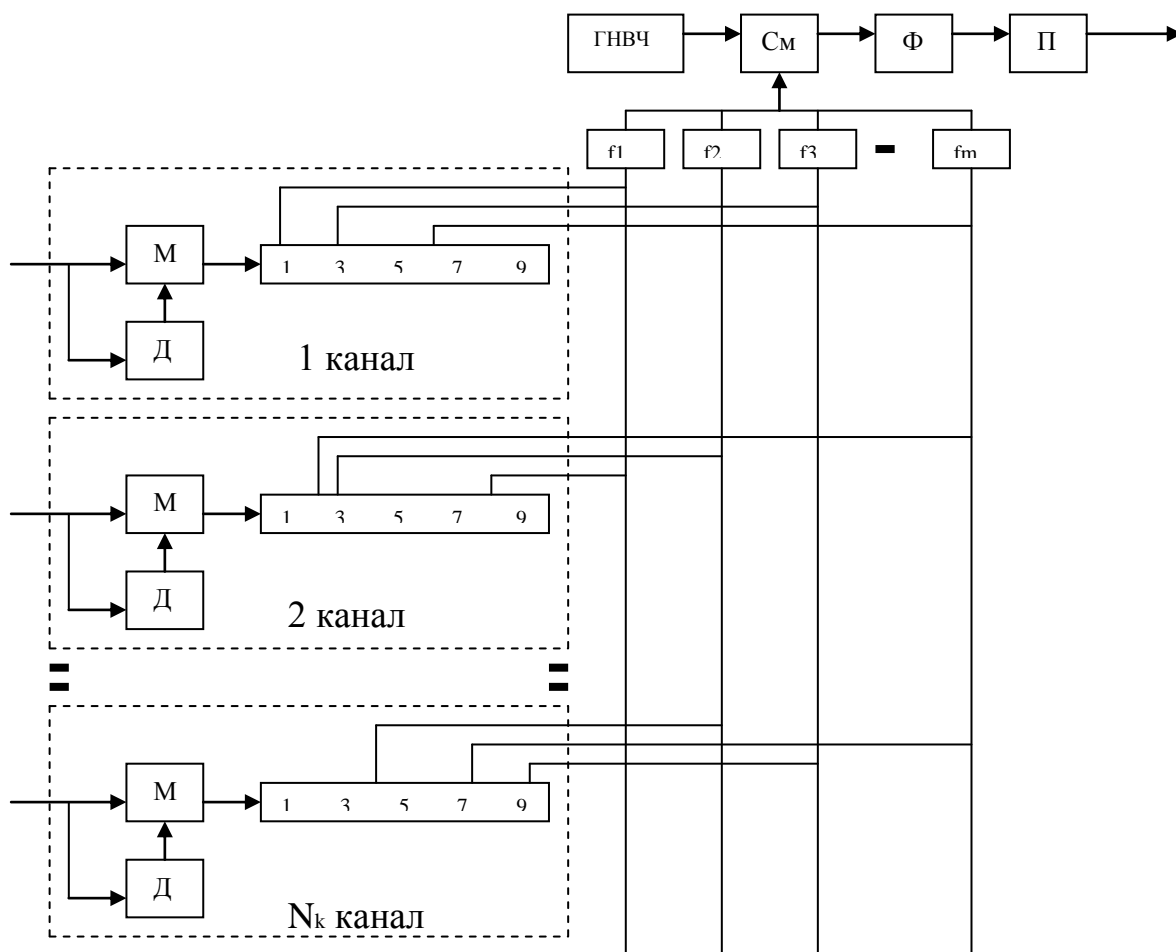 ГНВЧ См Ф П
f1 f2 f3 fm
М 1 3 5 7 9
Д
1 канал
М 1 3 5 7 9
Д
2 канал
М 1 3 5 7 9
Д
Nk канал